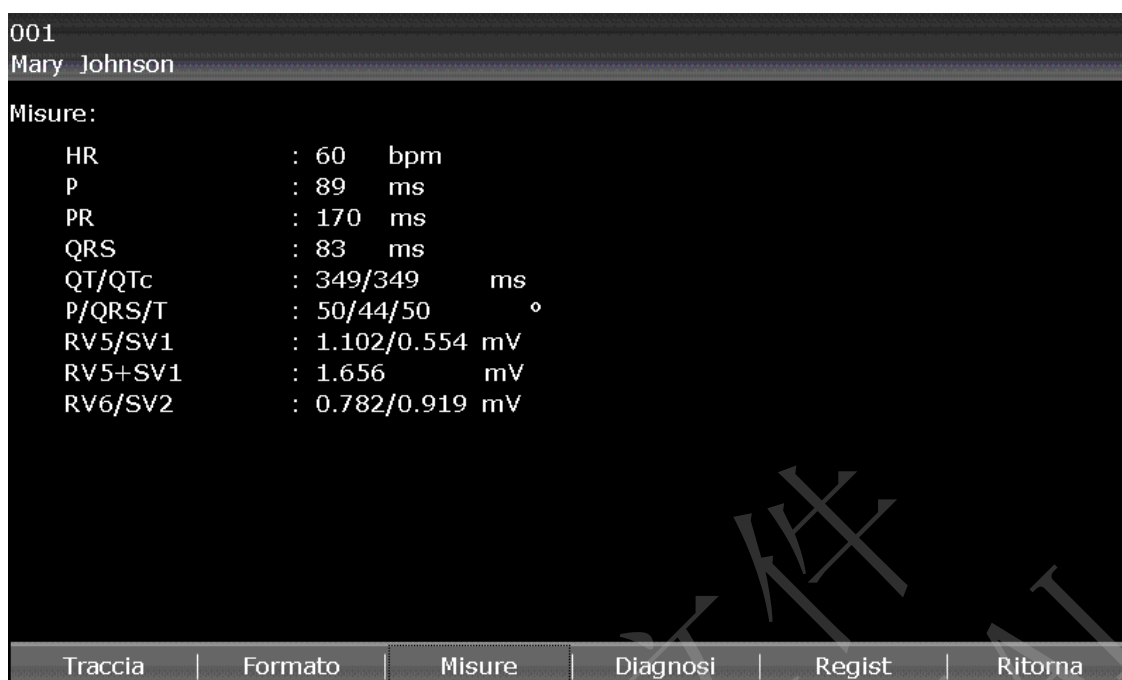 001
Mary Johnson
Misure:
HR : 60 bpm
P : 89 ms
PR : 170 ms
QRS : 83 ms
QT/QTc : 349/349 ms
P/QRS/T : 50/44/50 °
RV5/SV1 : 1.102/0.554 mV
RV5+SV1 : 1.656 mV
RV6/SV2 : 0.782/0.919 mV
件
Traccia | Formato | Misure | Diagnosi | Regist | Ritorna